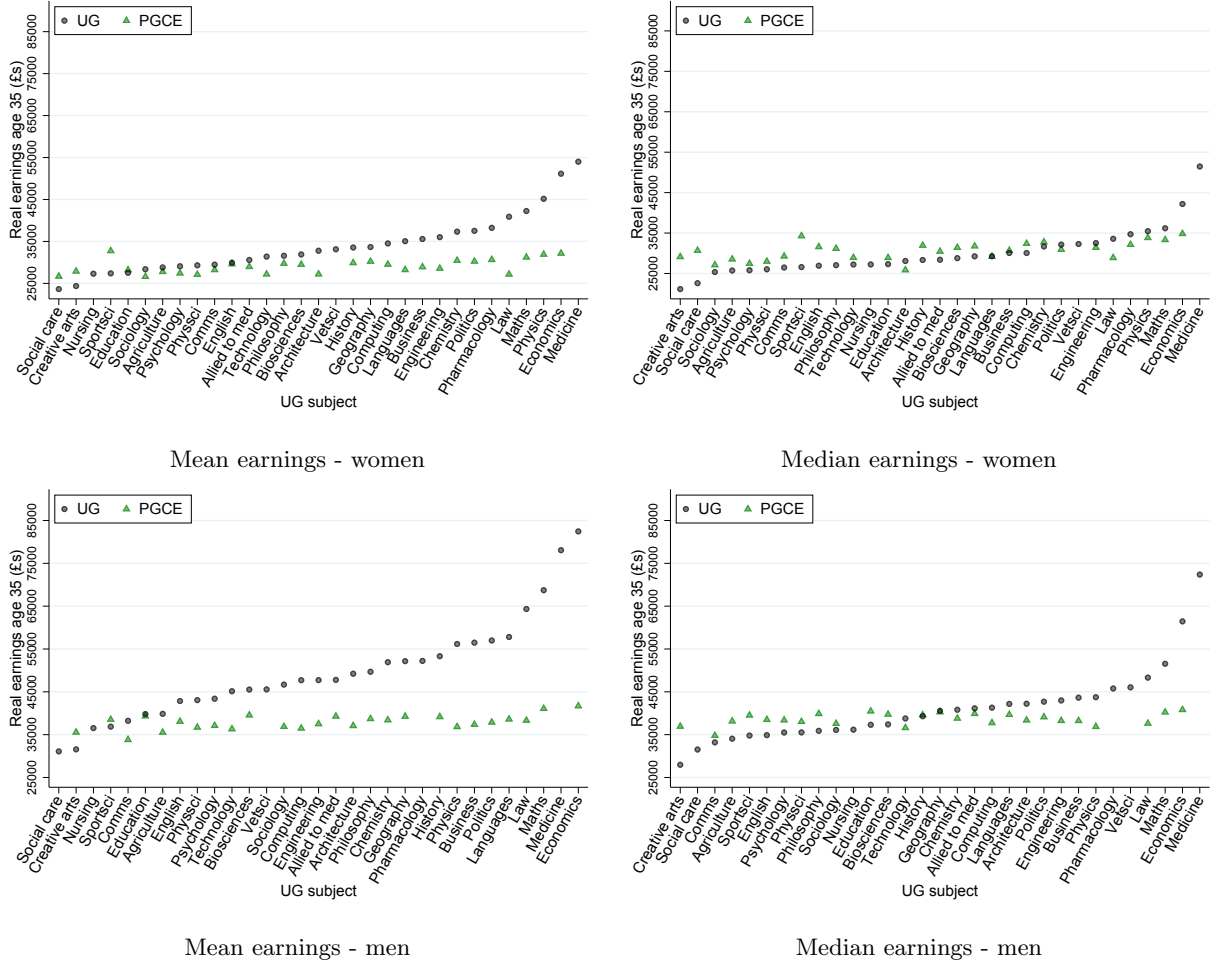 UG PGCE
Real earnings age 35 (£s)
85000
75000
65000
55000
45000
35000
25000
Social care
Creative arts
Nursing
Sportsci
Education
Sociology
Agriculture
Psychology
Physsci
Comms
English
Allied to med
Technology
Philosophy
Biosciences
Architecture
Vetsci
History
Geography
Computing
Languages
Business
Engineering
Chemistry
Politics
Pharmacology
Law
Maths
Physics
Economics
Medicine
UG subject
Mean earnings - women
UG PGCE
Real earnings age 35 (£s)
85000
75000
65000
55000
45000
35000
25000
Creative arts
Social care
Sociology
Agriculture
Psychology
Physsci
Comms
Sportsci
English
Philosophy
Technology
Nursing
Education
Architecture
History
Allied to med
Biosciences
Geography
Languages
Business
Computing
Chemistry
Politics
Vetsci
Engineering
Law
Pharmacology
Physics
Maths
Economics
Medicine
UG subject
Median earnings - women
UG PGCE
Real earnings age 35 (£s)
85000
75000
65000
55000
45000
35000
25000
Social care
Creative arts
Nursing
Sportsci
Comms
Education
Agriculture
English
Physsci
Psychology
Technology
Biosciences
Vetsci
Sociology
Computing
Engineering
Allied to med
Architecture
Philosophy
Chemistry
Geography
Pharmacology
History
Physics
Business
Politics
Languages
Law
Maths
Medicine
Economics
UG subject
Mean earnings - men
UG PGCE
Real earnings age 35 (£s)
85000
75000
65000
55000
45000
35000
25000
Creative arts
Social care
Comms
Agriculture
Sportsci
English
Psychology
Physsci
Philosophy
Sociology
Nursing
Education
Biosciences
Technology
History
Geography
Chemistry
Allied to med
Computing
Languages
Architecture
Politics
Engineering
Business
Physics
Pharmacology
Vetsci
Law
Maths
Economics
Medicine
UG subject
Median earnings - men